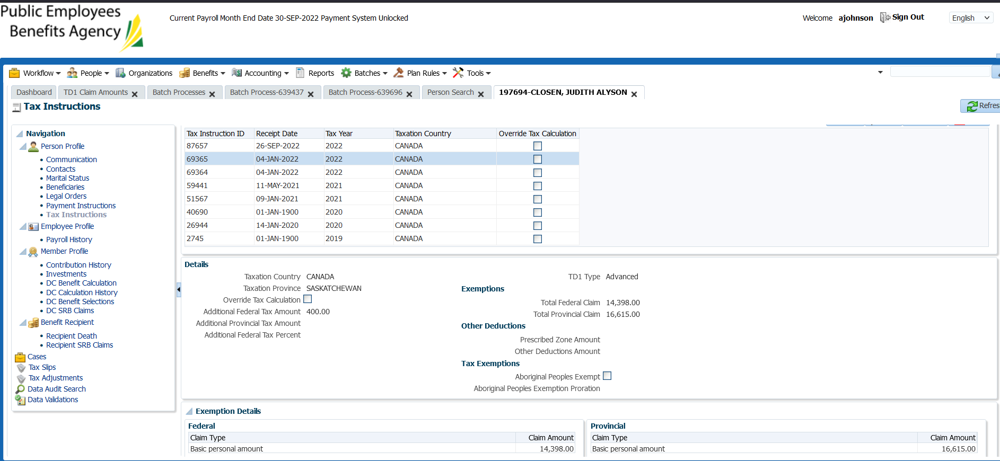 Public Employees
Benefits Agency
Current Payroll Month End Date 30-SEP-2022 Payment System Unlocked
Welcome ajohnson Sign Out English
Workflow People Organizations Benefits Accounting Reports Batches Plan Rules Tools
Dashboard TD1 Claim Amounts Batch Processes Batch Process-639437 Batch Process-639696 Person Search 197694-CLOSEN, JUDITH ALYSON
Tax Instructions
Refres
Navigation
Person Profile
Communication
Contacts
Marital Status
Beneficiaries
Legal Orders
Payment Instructions
Tax Instructions
Employee Profile
Payroll History
Member Profile
Contribution History
Investments
DC Benefit Calculation
DC Calculation History
DC Benefit Selections
DC SRB Claims
Benefit Recipient
Recipient Death
Recipient SRB Claims
Cases
Tax Slips
Tax Adjustments
Data Audit Search
Data Validations
Tax Instruction ID Receipt Date Tax Year Taxation Country Override Tax Calculation
87657 26-SEP-2022 2022 CANADA
69365 04-JAN-2022 2022 CANADA
69364 04-JAN-2022 2022 CANADA
59441 11-MAY-2021 2021 CANADA
51567 09-JAN-2021 2021 CANADA
40690 01-JAN-1900 2020 CANADA
26944 14-JAN-2020 2020 CANADA
2745 01-JAN-1900 2019 CANADA
Details
Taxation Country CANADA
Taxation Province SASKATCHEWAN
Override Tax Calculation
Additional Federal Tax Amount 400.00
Additional Provincial Tax Amount
Additional Federal Tax Percent
TD1 Type Advanced
Exemptions
Total Federal Claim 14,398.00
Total Provincial Claim 16,615.00
Other Deductions
Prescribed Zone Amount
Other Deductions Amount
Tax Exemptions
Aboriginal Peoples Exempt
Aboriginal Peoples Exemption Proration
Exemption Details
Federal
Claim Type Claim Amount
Basic personal amount 14,398.00
Provincial
Claim Type Claim Amount
Basic personal amount 16,615.00